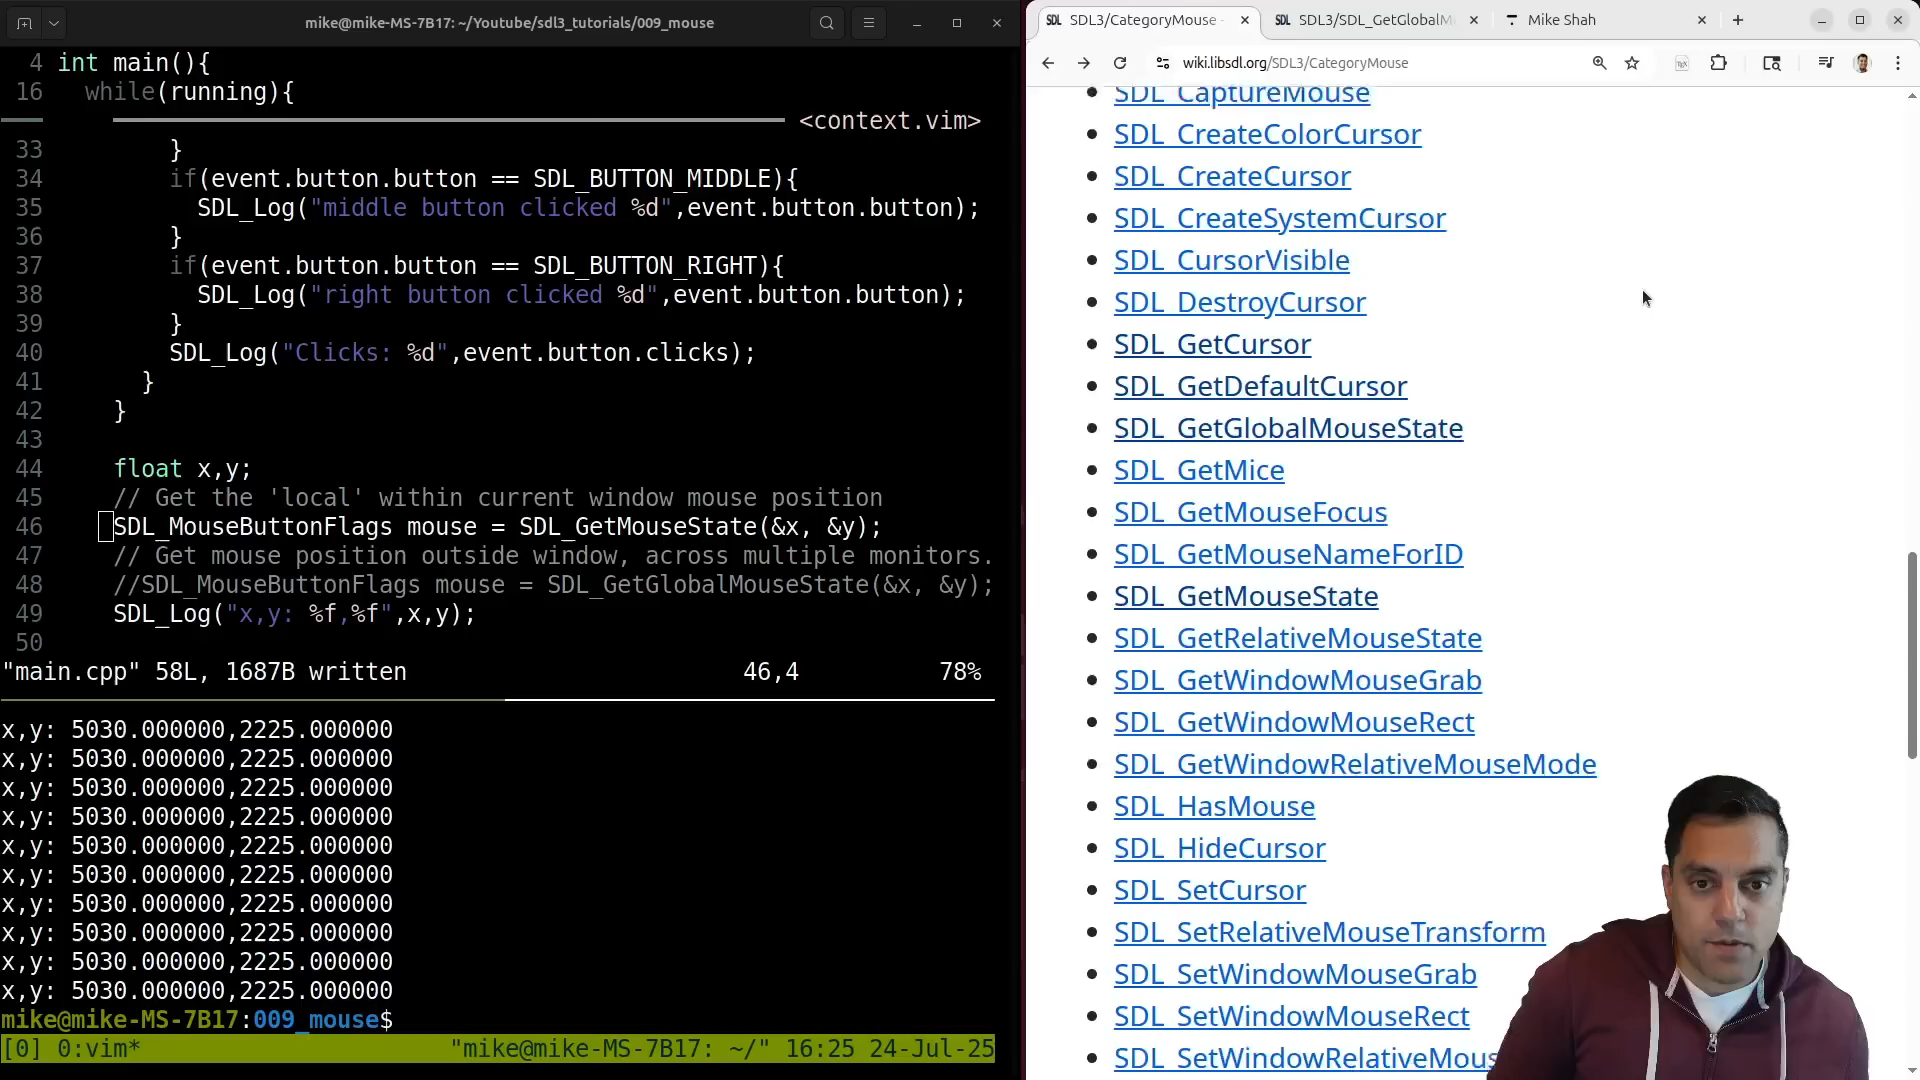 mike@mike-MS-7B17: ~/Youtube/sdl3_tutorials/009_mouse
4 int main(){
16 while(running){
<context.vim>
33 }
34 if(event.button.button == SDL_BUTTON_MIDDLE){
35 SDL_Log("middle button clicked %d",event.button.button);
36 }
37 if(event.button.button == SDL_BUTTON_RIGHT){
38 SDL_Log("right button clicked %d",event.button.button);
39 }
40 SDL_Log("Clicks: %d",event.button.clicks);
41 }
42 }
43
44 float x,y;
45 // Get the 'local' within current window mouse position
46 SDL_MouseButtonFlags mouse = SDL_GetMouseState(&x, &y);
47 // Get mouse position outside window, across multiple monitors.
48 //SDL_MouseButtonFlags mouse = SDL_GetGlobalMouseState(&x, &y);
49 SDL_Log("x,y: %f,%f",x,y);
50
"main.cpp" 58L, 1687B written 46,4 78%
x,y: 5030.000000,2225.000000
x,y: 5030.000000,2225.000000
x,y: 5030.000000,2225.000000
x,y: 5030.000000,2225.000000
x,y: 5030.000000,2225.000000
x,y: 5030.000000,2225.000000
x,y: 5030.000000,2225.000000
x,y: 5030.000000,2225.000000
x,y: 5030.000000,2225.000000
x,y: 5030.000000,2225.000000
mike@mike-MS-7B17:009_mouse$
[0] 0:vim* "mike@mike-MS-7B17: ~/" 16:25 24-Jul-25
SDL SDL3/CategoryMouse - SDL SDL3/SDL_GetGlobalM Mike Shah
wiki.libsdl.org/SDL3/CategoryMouse
SDL_CaptureMouse
SDL_CreateColorCursor
SDL_CreateCursor
SDL_CreateSystemCursor
SDL_CursorVisible
SDL_DestroyCursor
SDL_GetCursor
SDL_GetDefaultCursor
SDL_GetGlobalMouseState
SDL_GetMice
SDL_GetMouseFocus
SDL_GetMouseNameForID
SDL_GetMouseState
SDL_GetRelativeMouseState
SDL_GetWindowMouseGrab
SDL_GetWindowMouseRect
SDL_GetWindowRelativeMouseMode
SDL_HasMouse
SDL_HideCursor
SDL_SetCursor
SDL_SetRelativeMouseTransform
SDL_SetWindowMouseGrab
SDL_SetWindowMouseRect
SDL_SetWindowRelativeMous